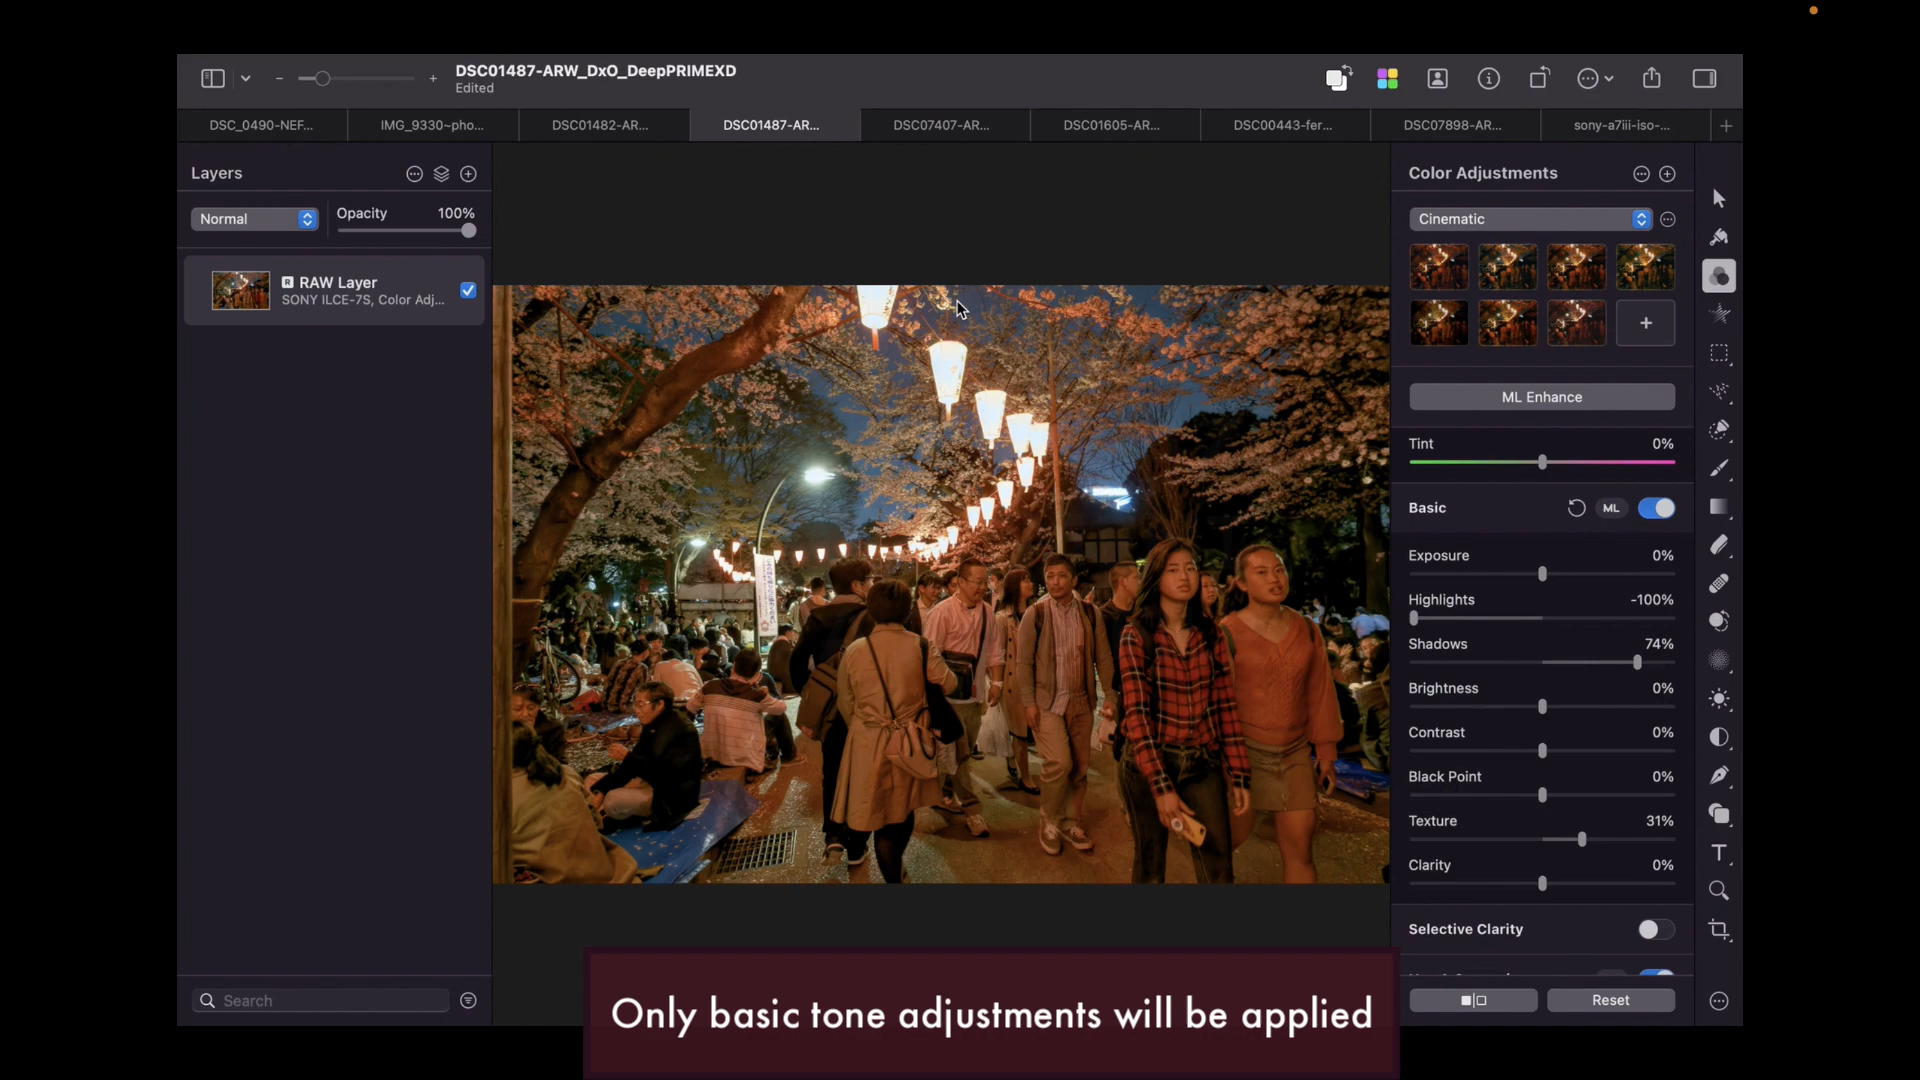 DSC01487-ARW_DxO_DeepPRIMEXD
Edited
DSC_0490-NEF...
IMG_9330~pho...
DSC01482-AR...
DSC01487-AR...
DSC07407-AR...
DSC01605-AR...
DSC00443-fer...
DSC07898-AR...
sony-a7iii-iso-...
Layers
Normal
Opacity 100%
R RAW Layer
SONY ILCE-7S, Color Adj...
Search
Color Adjustments
Cinematic
ML Enhance
Tint 0%
Basic ML
Exposure 0%
Highlights -100%
Shadows 74%
Brightness 0%
Contrast 0%
Black Point 0%
Texture 31%
Clarity 0%
Selective Clarity
Reset
T
Only basic tone adjustments will be applied